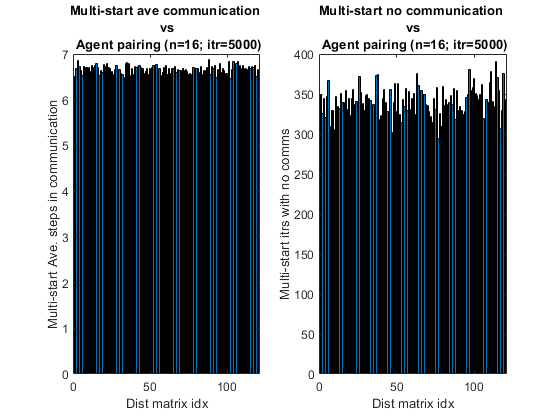 Multi-start ave communication
vs
Agent pairing (n=16; itr=5000)
7
6
5
4
3
2
1
0
Multi-start Ave. steps in communication
0 50 100
Dist matrix idx
Multi-start no communication
vs
Agent pairing (n=16; itr=5000)
400
350
300
250
200
150
100
50
0
Multi-start itrs with no comms
0 50 100
Dist matrix idx